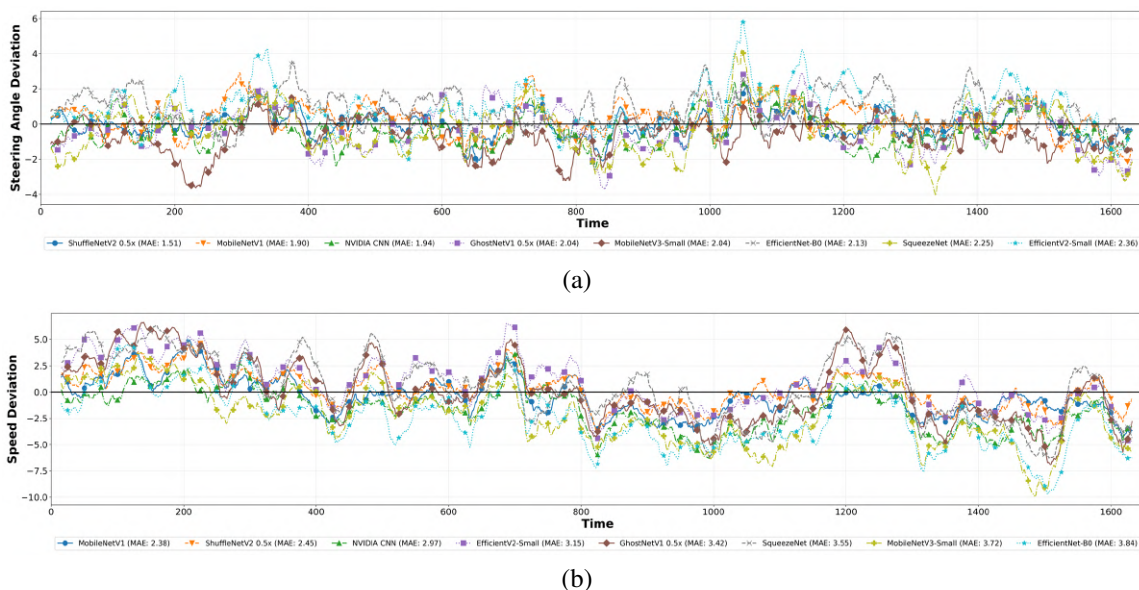 6
4
2
0
−2
−4
Steering Angle Deviation
0 200 400 600 800 1000 1200 1400 1600
Time
ShuffleNetV2 0.5x (MAE: 1.51) MobileNetV1 (MAE: 1.90) NVIDIA CNN (MAE: 1.94) GhostNetV1 0.5x (MAE: 2.04) MobileNetV3-Small (MAE: 2.04) EfficientNet-B0 (MAE: 2.13) SqueezeNet (MAE: 2.25) EfficientV2-Small (MAE: 2.36)
(a)
5.0
2.5
0.0
−2.5
−5.0
−7.5
−10.0
Speed Deviation
0 200 400 600 800 1000 1200 1400 1600
Time
MobileNetV1 (MAE: 2.38) ShuffleNetV2 0.5x (MAE: 2.45) NVIDIA CNN (MAE: 2.97) EfficientV2-Small (MAE: 3.15) GhostNetV1 0.5x (MAE: 3.42) SqueezeNet (MAE: 3.55) MobileNetV3-Small (MAE: 3.72) EfficientNet-B0 (MAE: 3.84)
(b)